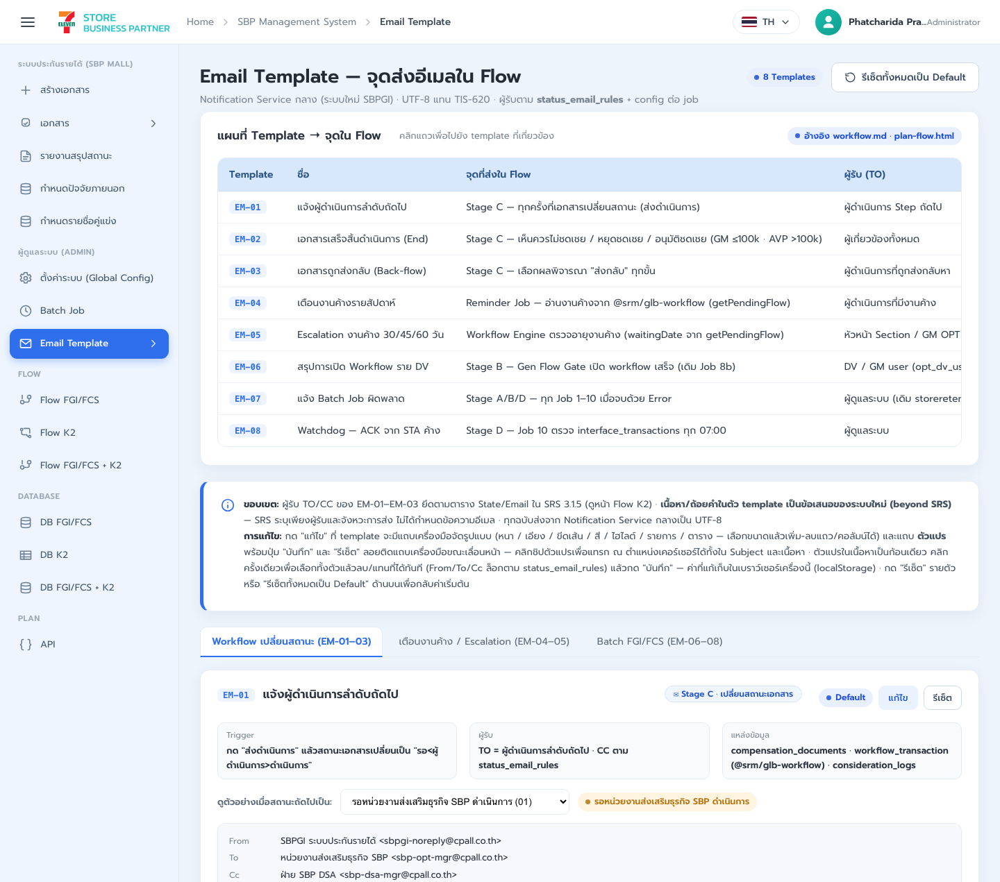 STORE
BUSINESS PARTNER
ELEVEN
Home
SBP Management System
Email Template
TH
Phatcharida Pra...
Administrator
ระบบประกันรายได้ (SBP MALL)
สร้างเอกสาร
เอกสาร
รายงานสรุปสถานะ
กำหนดปัจจัยภายนอก
กำหนดรายชื่อคู่แข่ง
ผู้ดูแลระบบ (ADMIN)
ตั้งค่าระบบ (Global Config)
Batch Job
Email Template
FLOW
Flow FGI/FCS
Flow K2
Flow FGI/FCS + K2
DATABASE
DB FGI/FCS
DB K2
DB FGI/FCS + K2
PLAN
API
Email Template — จุดส่งอีเมลใน Flow
8 Templates
รีเซ็ตทั้งหมดเป็น Default
Notification Service กลาง (ระบบใหม่ SBPGI) · UTF-8 แทน TIS-620 · ผู้รับตาม status_email_rules + config ต่อ job
แผนที่ Template → จุดใน Flow
คลิกแถวเพื่อไปยัง template ที่เกี่ยวข้อง
อ้างอิง workflow.md · plan-flow.html
Template ชื่อ จุดที่ส่งใน Flow ผู้รับ (TO)
EM-01 แจ้งผู้ดำเนินการลำดับถัดไป Stage C — ทุกครั้งที่เอกสารเปลี่ยนสถานะ (ส่งดำเนินการ) ผู้ดำเนินการ Step ถัดไป
EM-02 เอกสารเสร็จสิ้นดำเนินการ (End) Stage C — เห็นควรไม่ชดเชย / หยุดชดเชย / อนุมัติชดเชย (GM ≤100k · AVP >100k) ผู้เกี่ยวข้องทั้งหมด
EM-03 เอกสารถูกส่งกลับ (Back-flow) Stage C — เลือกผลพิจารณา "ส่งกลับ" ทุกขั้น ผู้ดำเนินการที่ถูกส่งกลับหา
EM-04 เตือนงานค้างรายสัปดาห์ Reminder Job — อ่านงานค้างจาก @srm/glb-workflow (getPendingFlow) ผู้ดำเนินการที่มีงานค้าง
EM-05 Escalation งานค้าง 30/45/60 วัน Workflow Engine ตรวจอายุงานค้าง (waitingDate จาก getPendingFlow) หัวหน้า Section / GM OPT
EM-06 สรุปการเปิด Workflow ราย DV Stage B — Gen Flow Gate เปิด workflow เสร็จ (เดิม Job 8b) DV / GM user (opt_dv_us
EM-07 แจ้ง Batch Job ผิดพลาด Stage A/B/D — ทุก Job 1–10 เมื่อจบด้วย Error ผู้ดูแลระบบ (เดิม storereter
EM-08 Watchdog — ACK จาก STA ค้าง Stage D — Job 10 ตรวจ interface_transactions ทุก 07:00 ผู้ดูแลระบบ
ขอบเขต: ผู้รับ TO/CC ของ EM-01–EM-03 ยึดตามตาราง State/Email ใน SRS 3.1.5 (ดูหน้า Flow K2) · เนื้อหา/ถ้อยคำในตัว template เป็นข้อเสนอของระบบใหม่ (beyond SRS)
— SRS ระบุเพียงผู้รับและจังหวะการส่ง ไม่ได้กำหนดข้อความอีเมล · ทุกฉบับส่งจาก Notification Service กลางเป็น UTF-8
การแก้ไข: กด "แก้ไข" ที่ template จะมีแถบเครื่องมือจัดรูปแบบ (หนา / เอียง / ขีดเส้น / สี / ไฮไลต์ / รายการ / ตาราง — เลือกขนาดแล้วเพิ่ม-ลบแถว/คอลัมน์ได้) และแถบ ตัวแปร
พร้อมปุ่ม "บันทึก" และ "รีเซ็ต" ลอยติดแถบเครื่องมือขณะเลื่อนหน้า — คลิกชิปตัวแปรเพื่อแทรก ณ ตำแหน่งเคอร์เซอร์ได้ทั้งใน Subject และเนื้อหา · ตัวแปรในเนื้อหาเป็นก้อนเดียว คลิก
ครั้งเดียวเพื่อเลือกทั้งตัวแล้วลบ/แทนที่ได้ทันที (From/To/Cc ล็อกตาม status_email_rules) แล้วกด "บันทึก" — ค่าที่แก้เก็บในเบราว์เซอร์เครื่องนี้ (localStorage) · กด "รีเซ็ต" รายตัว
หรือ "รีเซ็ตทั้งหมดเป็น Default" ด้านบนเพื่อกลับค่าเริ่มต้น
Workflow เปลี่ยนสถานะ (EM-01–03)
เตือนงานค้าง / Escalation (EM-04–05)
Batch FGI/FCS (EM-06–08)
EM-01 แจ้งผู้ดำเนินการลำดับถัดไป
✉ Stage C · เปลี่ยนสถานะเอกสาร
Default
แก้ไข
รีเซ็ต
Trigger
กด "ส่งดำเนินการ" แล้วสถานะเอกสารเปลี่ยนเป็น "รอ<ผู้
ดำเนินการ>ดำเนินการ"
ผู้รับ
TO = ผู้ดำเนินการลำดับถัดไป · CC ตาม
status_email_rules
แหล่งข้อมูล
compensation_documents · workflow_transaction
(@srm/glb-workflow) · consideration_logs
ดูตัวอย่างเมื่อสถานะถัดไปเป็น:
รอหน่วยงานส่งเสริมธุรกิจ SBP ดำเนินการ (01)
รอหน่วยงานส่งเสริมธุรกิจ SBP ดำเนินการ
From SBPGI ระบบประกันรายได้ <sbpgi-noreply@cpall.co.th>
To หน่วยงานส่งเสริมธุรกิจ SBP <sbp-opt-mgr@cpall.co.th>
Cc ฝ่าย SBP DSA <sbp-dsa-mgr@cpall.co.th>